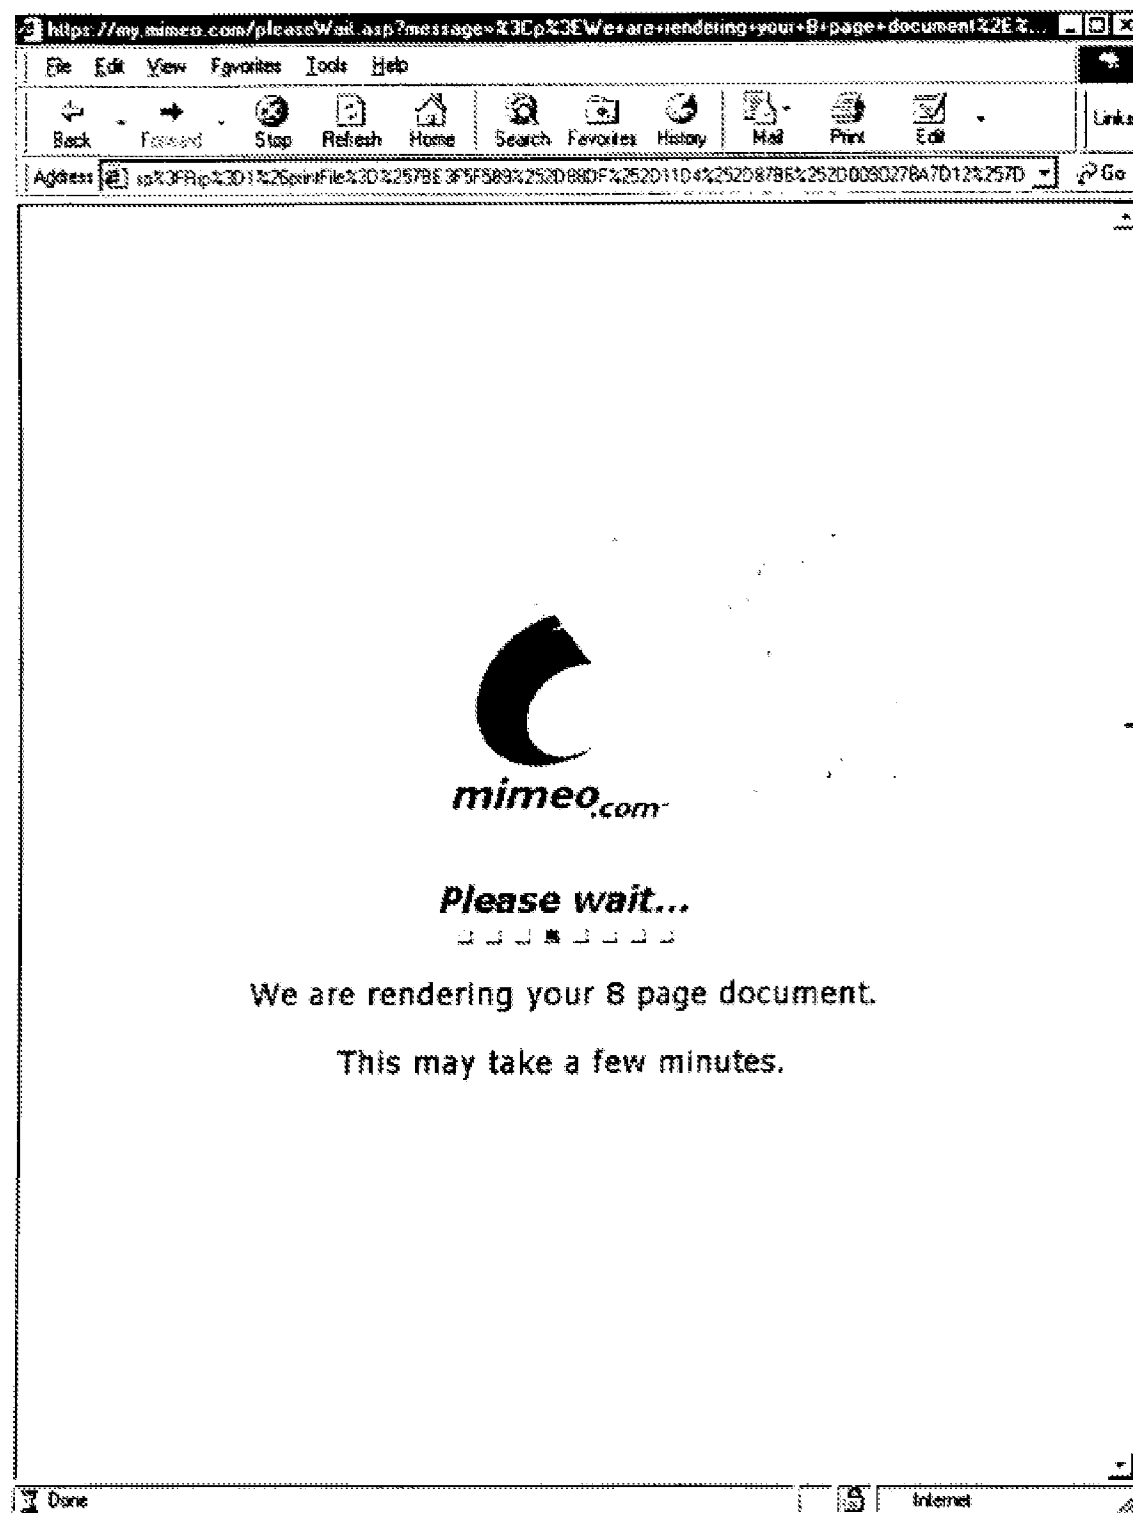 https://my.mimeo.com/pleaseWait.asp?message=%3Cp%3EWe+are+rendering+your+8+page+document%2E%...
File Edit View Favorites Tools Help
Back Forward Stop Refresh Home Search Favorites History Mail Print Edit Links
Address Go
mimeo.com
Please wait...
We are rendering your 8 page document.
This may take a few minutes.
Done Internet